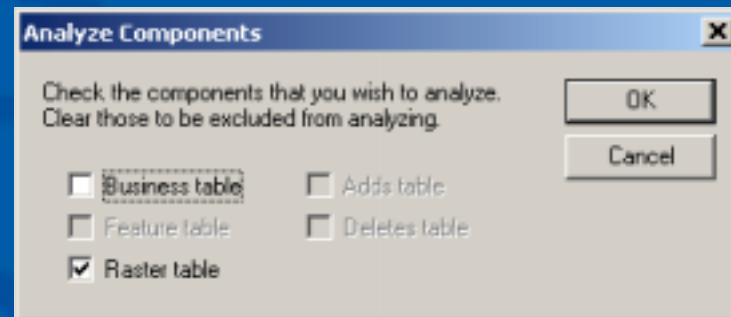 Analyze Components
Check the components that you wish to analyze.
Clear those to be excluded from analyzing.
OK
Cancel
Business table
Adds table
Feature table
Deletes table
Raster table